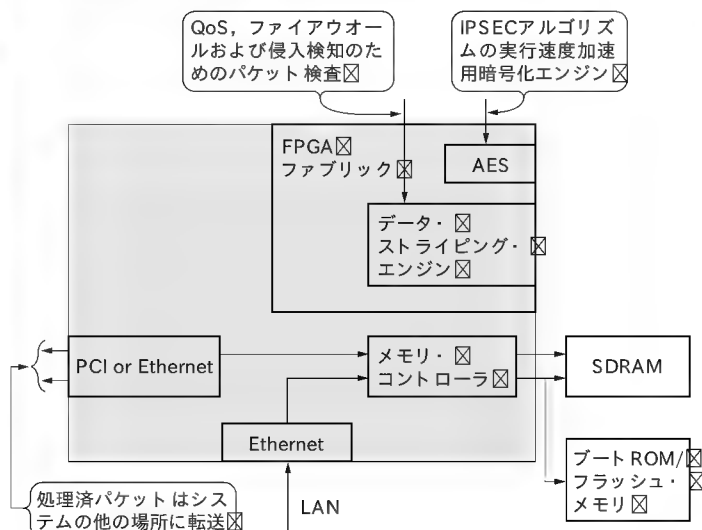 QoS，ファイアウオー
ルおよび侵入検知のた
めのパケット検査
IPSECアルゴリズ
ムの実行速度加速
用暗号化エンジン
FPGA
ファブリック
AES
データ・
ストライピング・
エンジン
PCI or Ethernet
メモリ・
コントローラ
SDRAM
Ethernet
ブートROM/
フラッシュ・
メモリ
処理済パケットはシス
テムの他の場所に転送
LAN